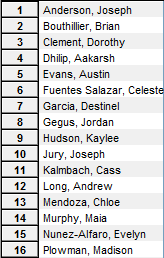 1 Anderson, Joseph
2 Bouthillier, Brian
3 Clement, Dorothy
4 Dhilip, Aakarsh
5 Evans, Austin
6 Fuentes Salazar, Celeste
7 Garcia, Destinel
8 Gegus, Jordan
9 Hudson, Kaylee
10 Jury, Joseph
11 Kalmbach, Cass
12 Long, Andrew
13 Mendoza, Chloe
14 Murphy, Maia
15 Nunez-Alfaro, Evelyn
16 Plowman, Madison